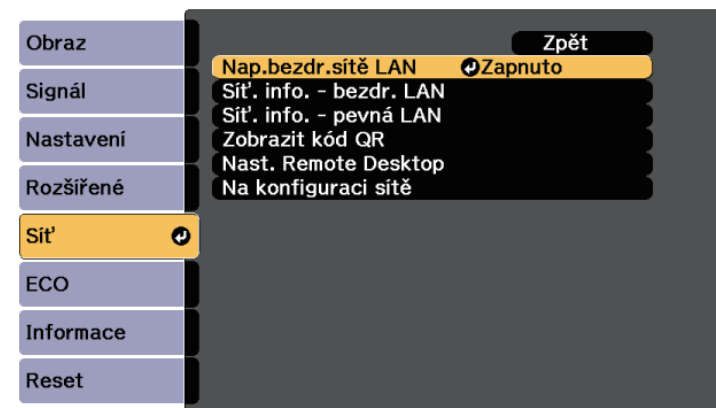 Obraz
Signál
Nastavení
Rozšířené
Síť
ECO
Informace
Reset
Zpět
Nap.bezdr.sítě LAN Zapnuto
Síť. info. - bezdr. LAN
Síť. info. - pevná LAN
Zobrazit kód QR
Nast. Remote Desktop
Na konfiguraci sítě